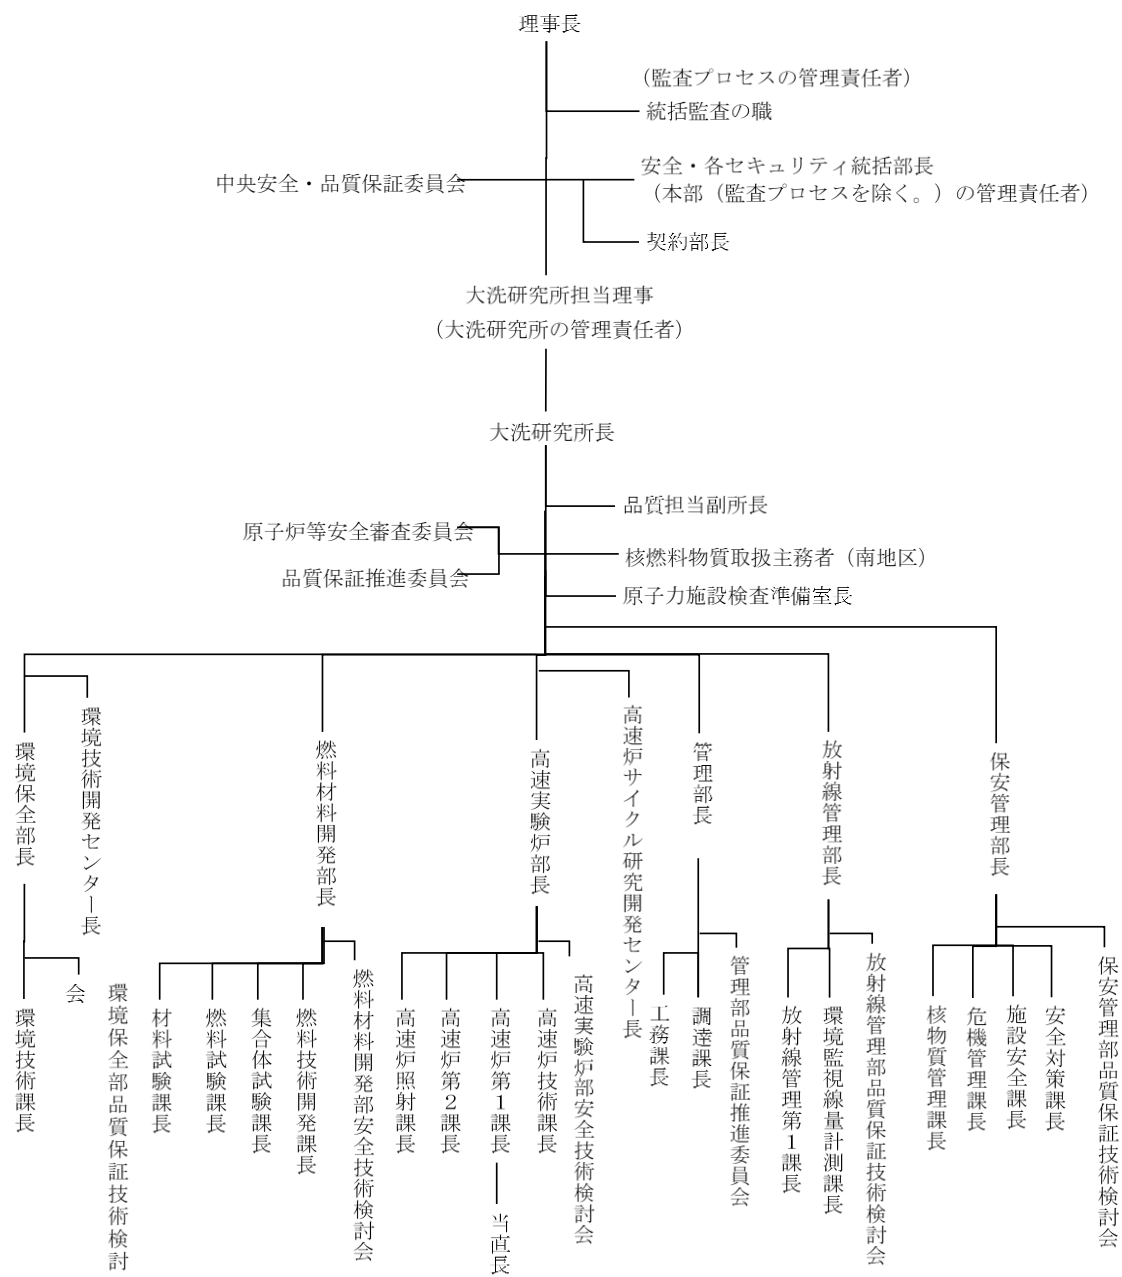 理事長
（監査プロセスの管理責任者）
統括監査の職
中央安全・品質保証委員会
安全・各セキュリティ統括部長
（本部（監査プロセスを除く。）の管理責任者）
契約部長
大洗研究所担当理事
（大洗研究所の管理責任者）
大洗研究所長
品質担当副所長
原子炉等安全審査委員会
核燃料物質取扱主務者（南地区）
品質保証推進委員会
原子力施設検査準備室長
環境保全部長
環境技術開発センター長
燃料材料開発部長
高速実験炉部長
高速炉サイクル研究開発センター長
管理部長
放射線管理部長
保安管理部長
環境技術課長
環境保全部品質保証技術検討
会
材料試験課長
燃料試験課長
集合体試験課長
燃料技術開発課長
燃料材料開発部安全技術検討会
高速炉照射課長
高速炉第２課長
高速炉第１課長
当直長
高速炉技術課長
高速実験炉部安全技術検討会
工務課長
調達課長
管理部品質保証推進委員会
放射線管理第１課長
環境監視線量計測課長
放射線管理部品質保証技術検討会
核物質管理課長
危機管理課長
施設安全課長
安全対策課長
保安管理部品質保証技術検討会